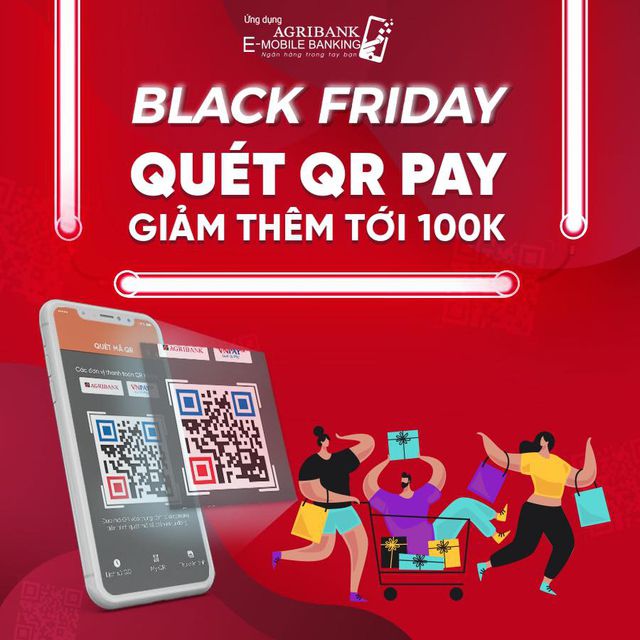 Ứng dụng
AGRIBANK
E-MOBILE BANKING
Ngân hàng trong tay bạn
BLACK FRIDAY
QUÉT QR PAY
GIẢM THÊM TỚI 100K
QUÉT MÃ QR
AGRIBANK
VNPAY
Các đơn vị thanh toán QR
AGRIBANK
VNPAY
My QR